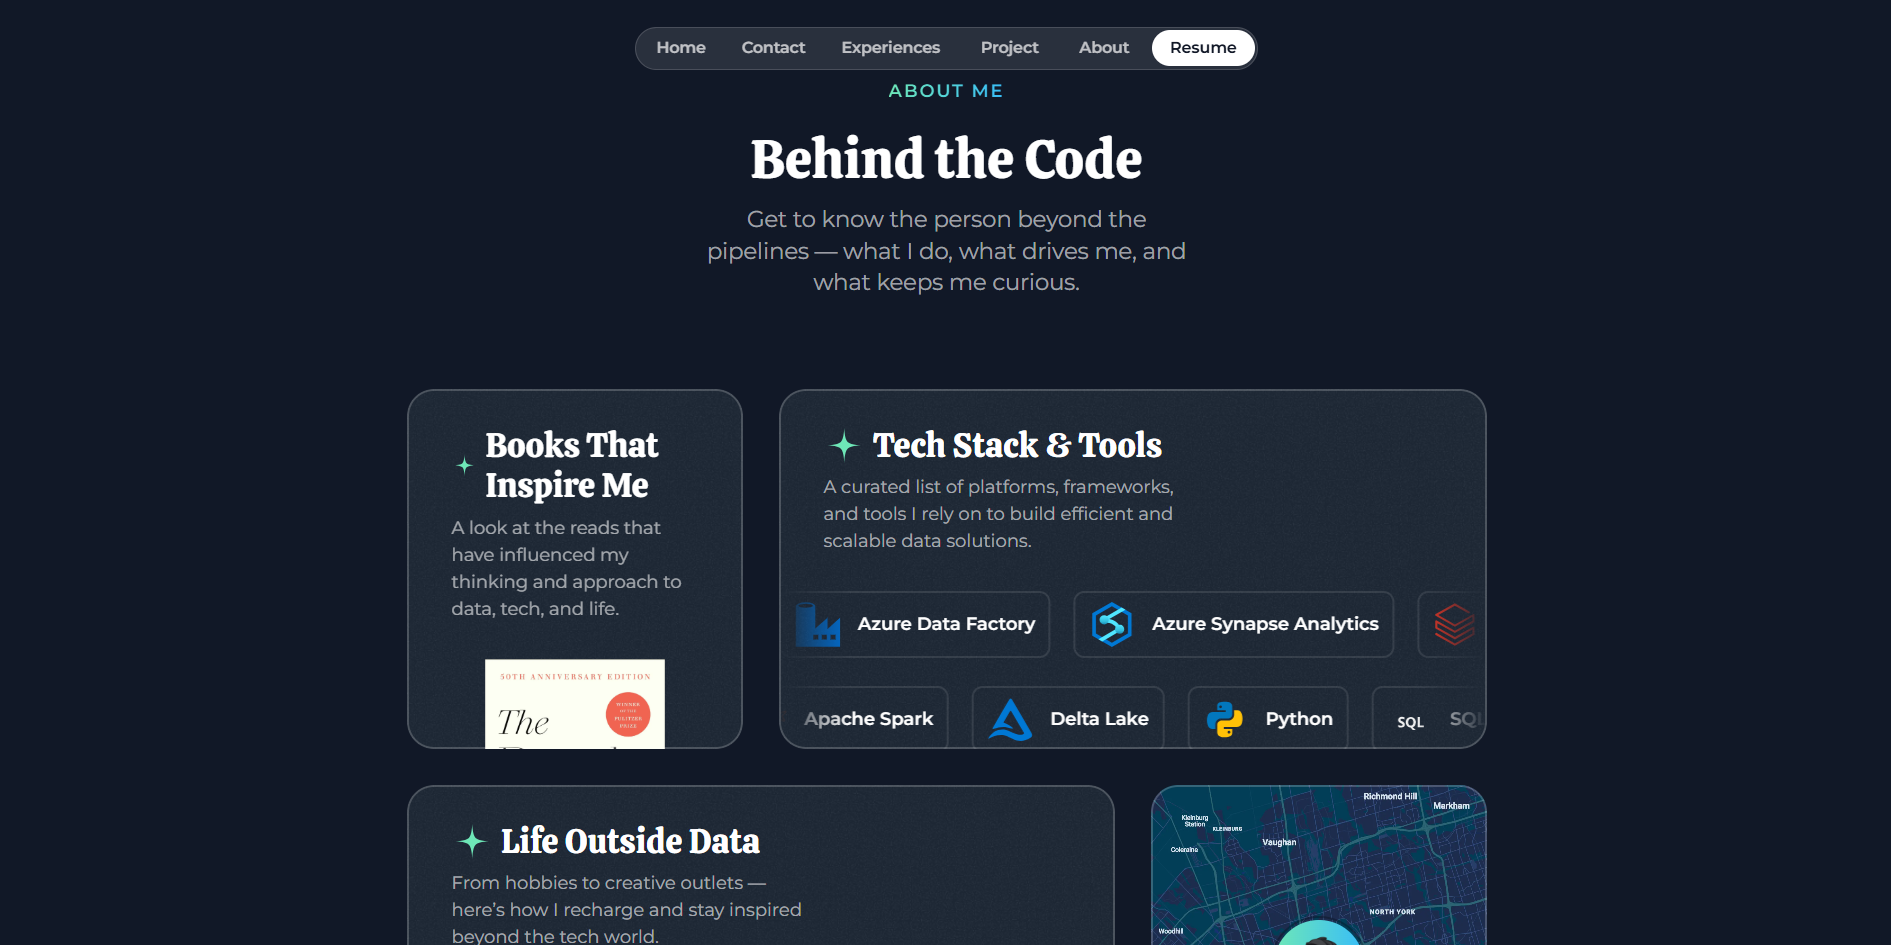 Home Contact Experiences Project About Resume
ABOUT ME
Behind the Code
Get to know the person beyond the
pipelines — what I do, what drives me, and
what keeps me curious.
Books That
Inspire Me
A look at the reads that
have influenced my
thinking and approach to
data, tech, and life.
50TH ANNIVERSARY EDITION
WINNER
OF THE
PULITZER
PRIZE
The
Tech Stack & Tools
A curated list of platforms, frameworks,
and tools I rely on to build efficient and
scalable data solutions.
Azure Data Factory
Azure Synapse Analytics
Apache Spark
Delta Lake
Python
SQL
SQL
Life Outside Data
From hobbies to creative outlets —
here's how I recharge and stay inspired
beyond the tech world.
Richmond Hill
Markham
Kleinburg
Station
KLEINBURG
Vaughan
Coleraine
NORTH YORK
Woodhill